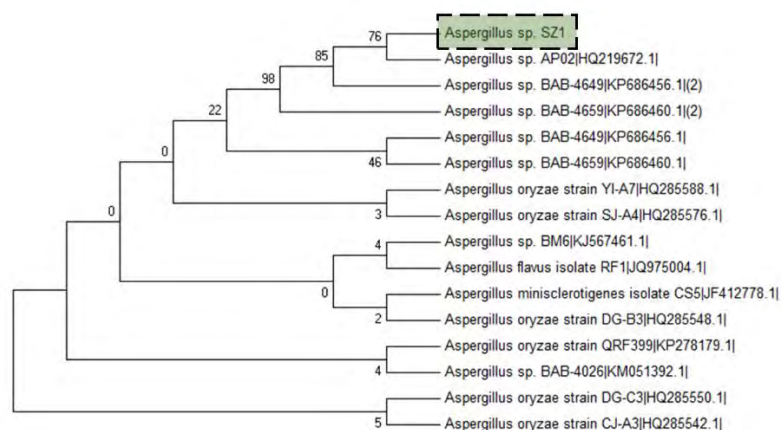 76
Aspergillus sp. SZ1
85
Aspergillus sp. AP02|HQ219672.1|
98
Aspergillus sp. BAB-4649|KP686456.1|(2)
22
Aspergillus sp. BAB-4659|KP686460.1|(2)
Aspergillus sp. BAB-4649|KP686456.1|
0
46
Aspergillus sp. BAB-4659|KP686460.1|
Aspergillus oryzae strain YI-A7|HQ285588.1|
0
3
Aspergillus oryzae strain SJ-A4|HQ285576.1|
4
Aspergillus sp. BM6|KJ567461.1|
Aspergillus flavus isolate RF1|JQ975004.1|
0
Aspergillus minisclerotigenes isolate CS5|JF412778.1|
2
Aspergillus oryzae strain DG-B3|HQ285548.1|
Aspergillus oryzae strain QRF399|KP278179.1|
4
Aspergillus sp. BAB-4026|KM051392.1|
Aspergillus oryzae strain DG-C3|HQ285550.1|
5
Aspergillus oryzae strain CJ-A3|HQ285542.1|